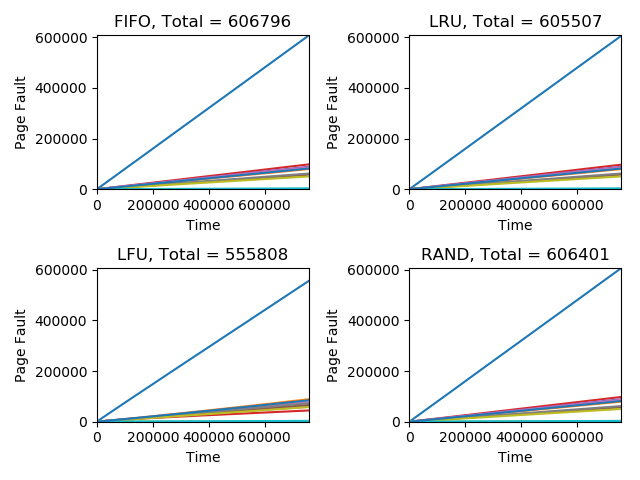 FIFO, Total = 606796
600000
400000
200000
0
Page Fault
0 200000 400000 600000
Time
LRU, Total = 605507
600000
400000
200000
0
Page Fault
0 200000 400000 600000
Time
LFU, Total = 555808
600000
400000
200000
0
Page Fault
0 200000 400000 600000
Time
RAND, Total = 606401
600000
400000
200000
0
Page Fault
0 200000 400000 600000
Time